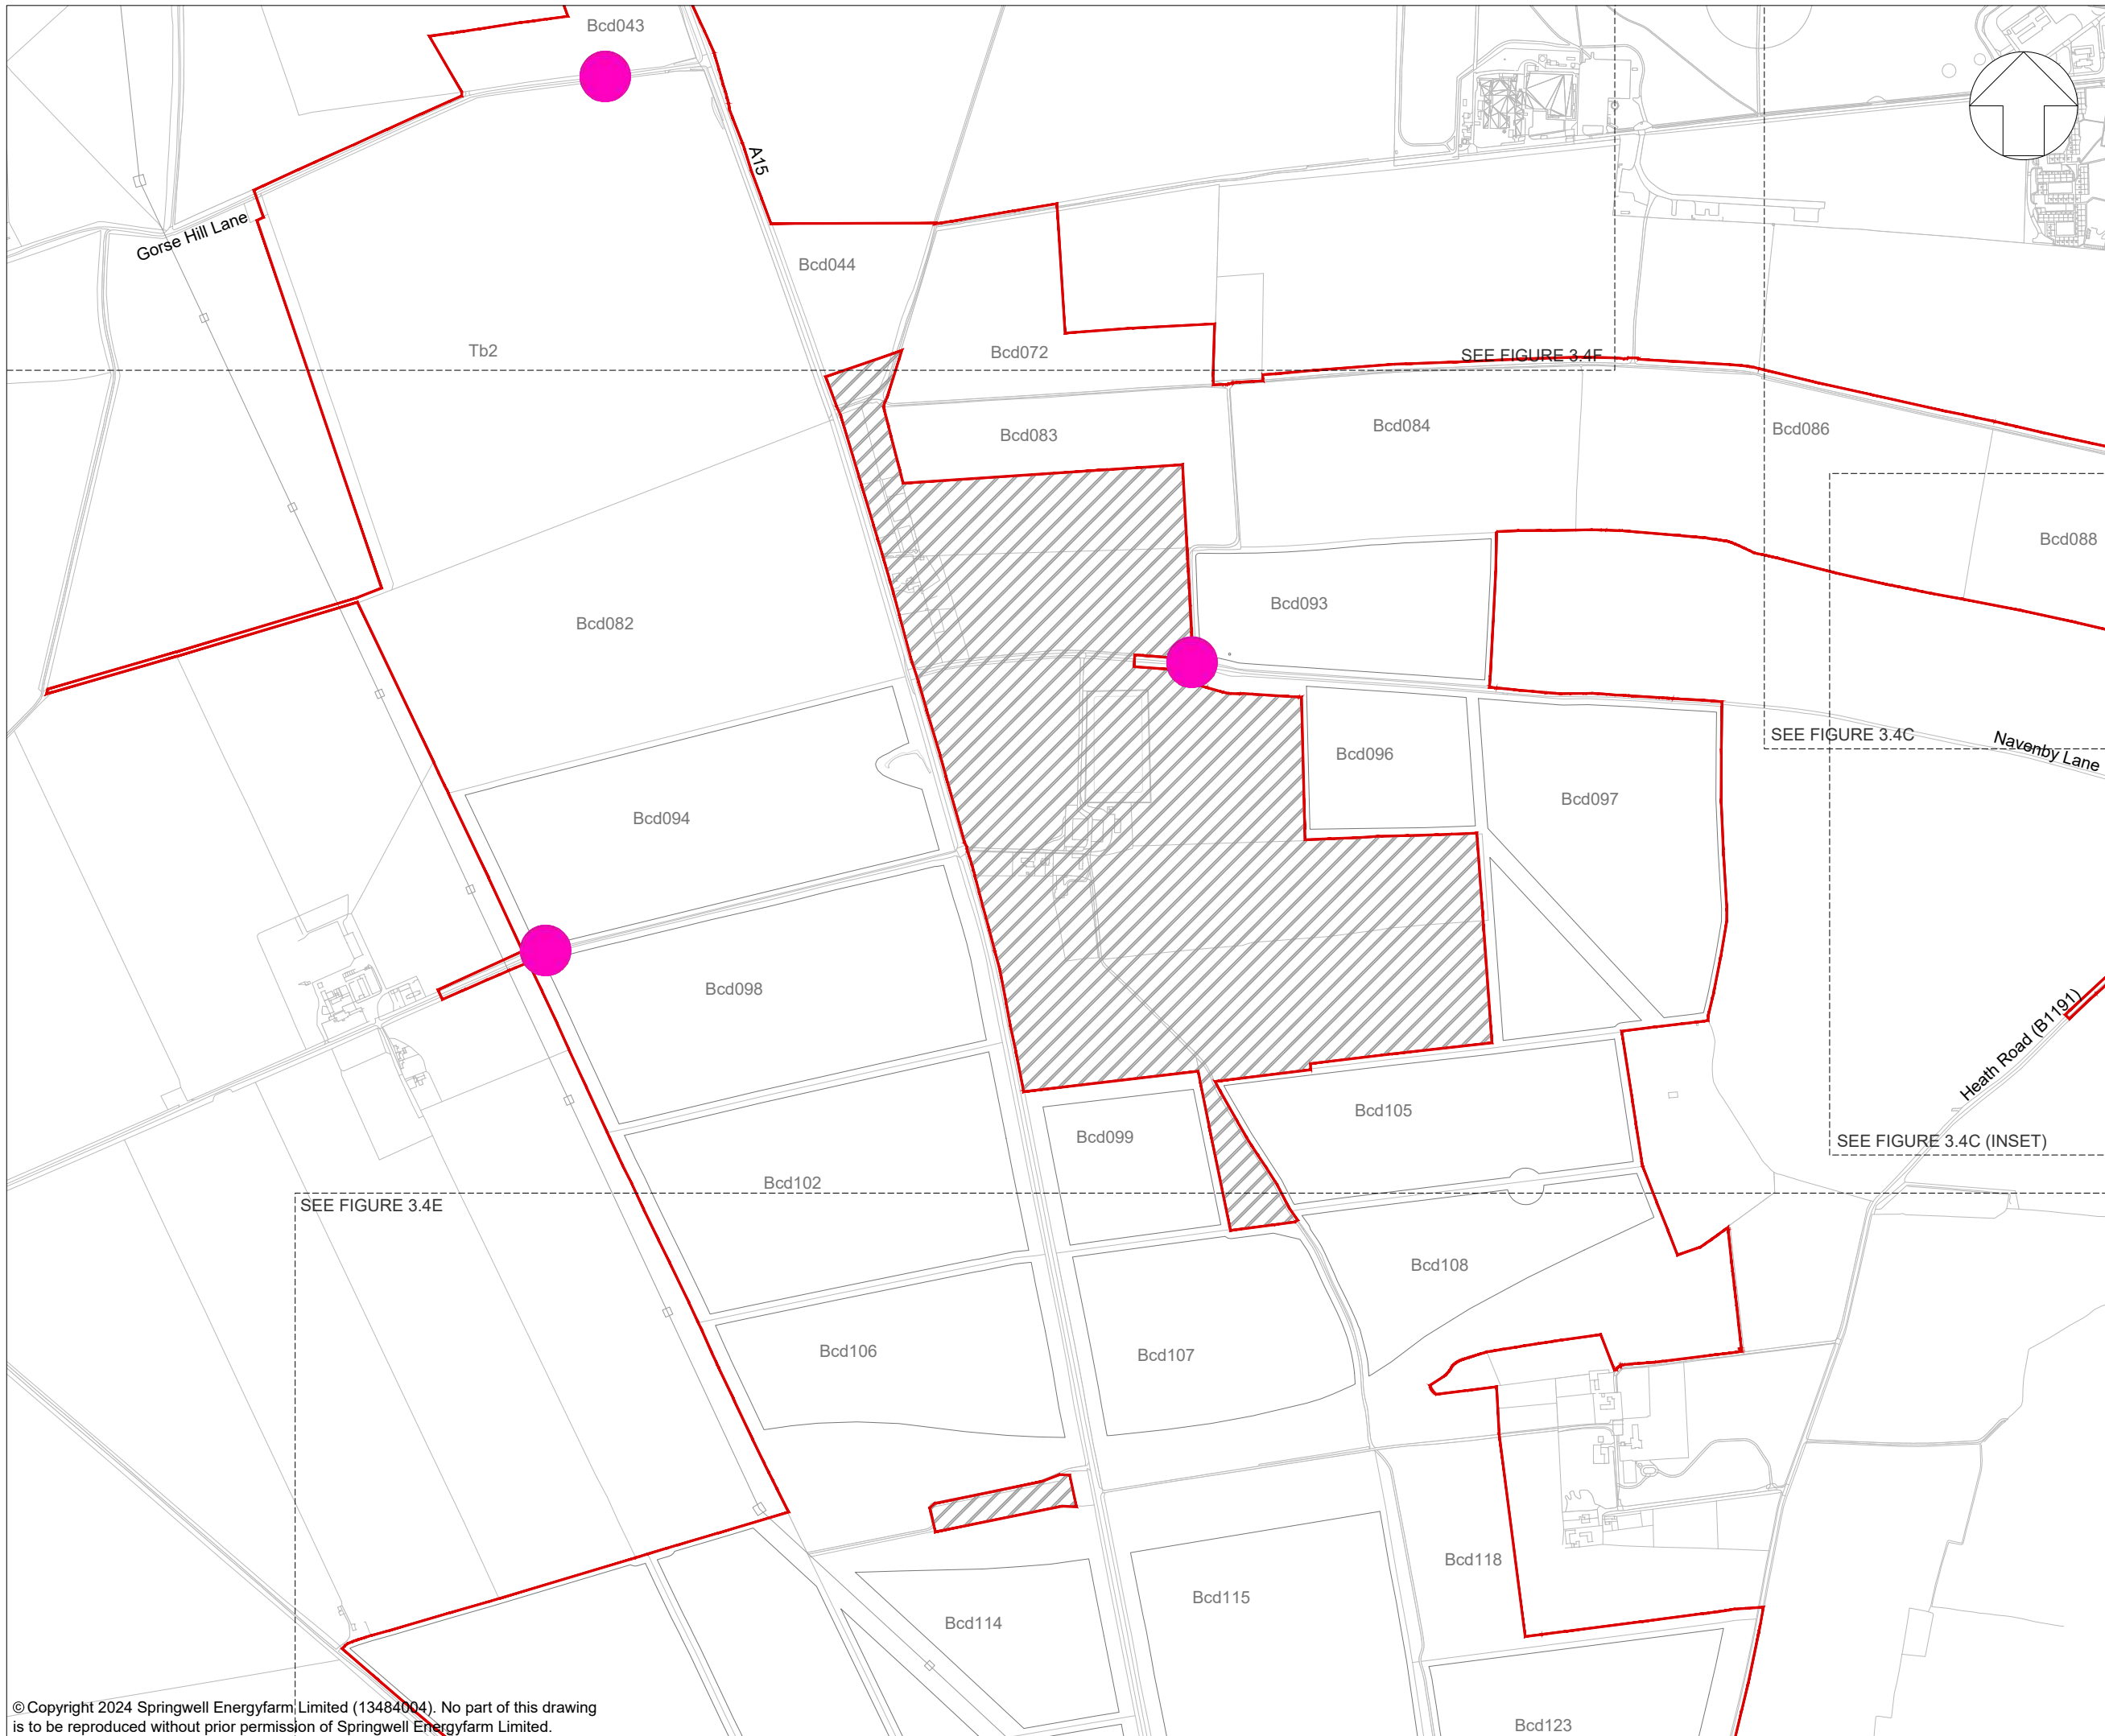 Bcd043
A15
Gorse Hill Lane
Bcd044
Tb2
Bcd072
SEE FIGURE 3.4F
Bcd083
Bcd084
Bcd086
Bcd088
Bcd093
Bcd082
SEE FIGURE 3.4C
Navenby Lane
Bcd096
Bcd097
Bcd094
Bcd098
Heath Road (B1191)
Bcd105
Bcd099
SEE FIGURE 3.4C (INSET)
Bcd102
SEE FIGURE 3.4E
Bcd108
Bcd106
Bcd107
Bcd118
Bcd115
Bcd114
© Copyright 2024 Springwell Energyfarm Limited (13484004). No part of this drawing
is to be reproduced without prior permission of Springwell Energyfarm Limited.
Bcd123